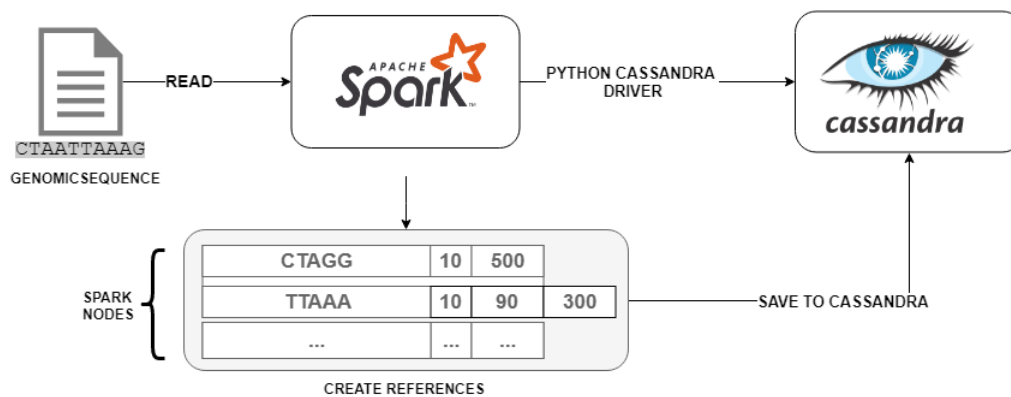 CTAATTAAAG
GENOMICSEQUENCE
READ
APACHE
Spark™
PYTHON CASSANDRA
DRIVER
cassandra
SPARK
NODES
CTAGG 10 500
TTAAA 10 90 300
... ... ...
SAVE TO CASSANDRA
CREATE REFERENCES